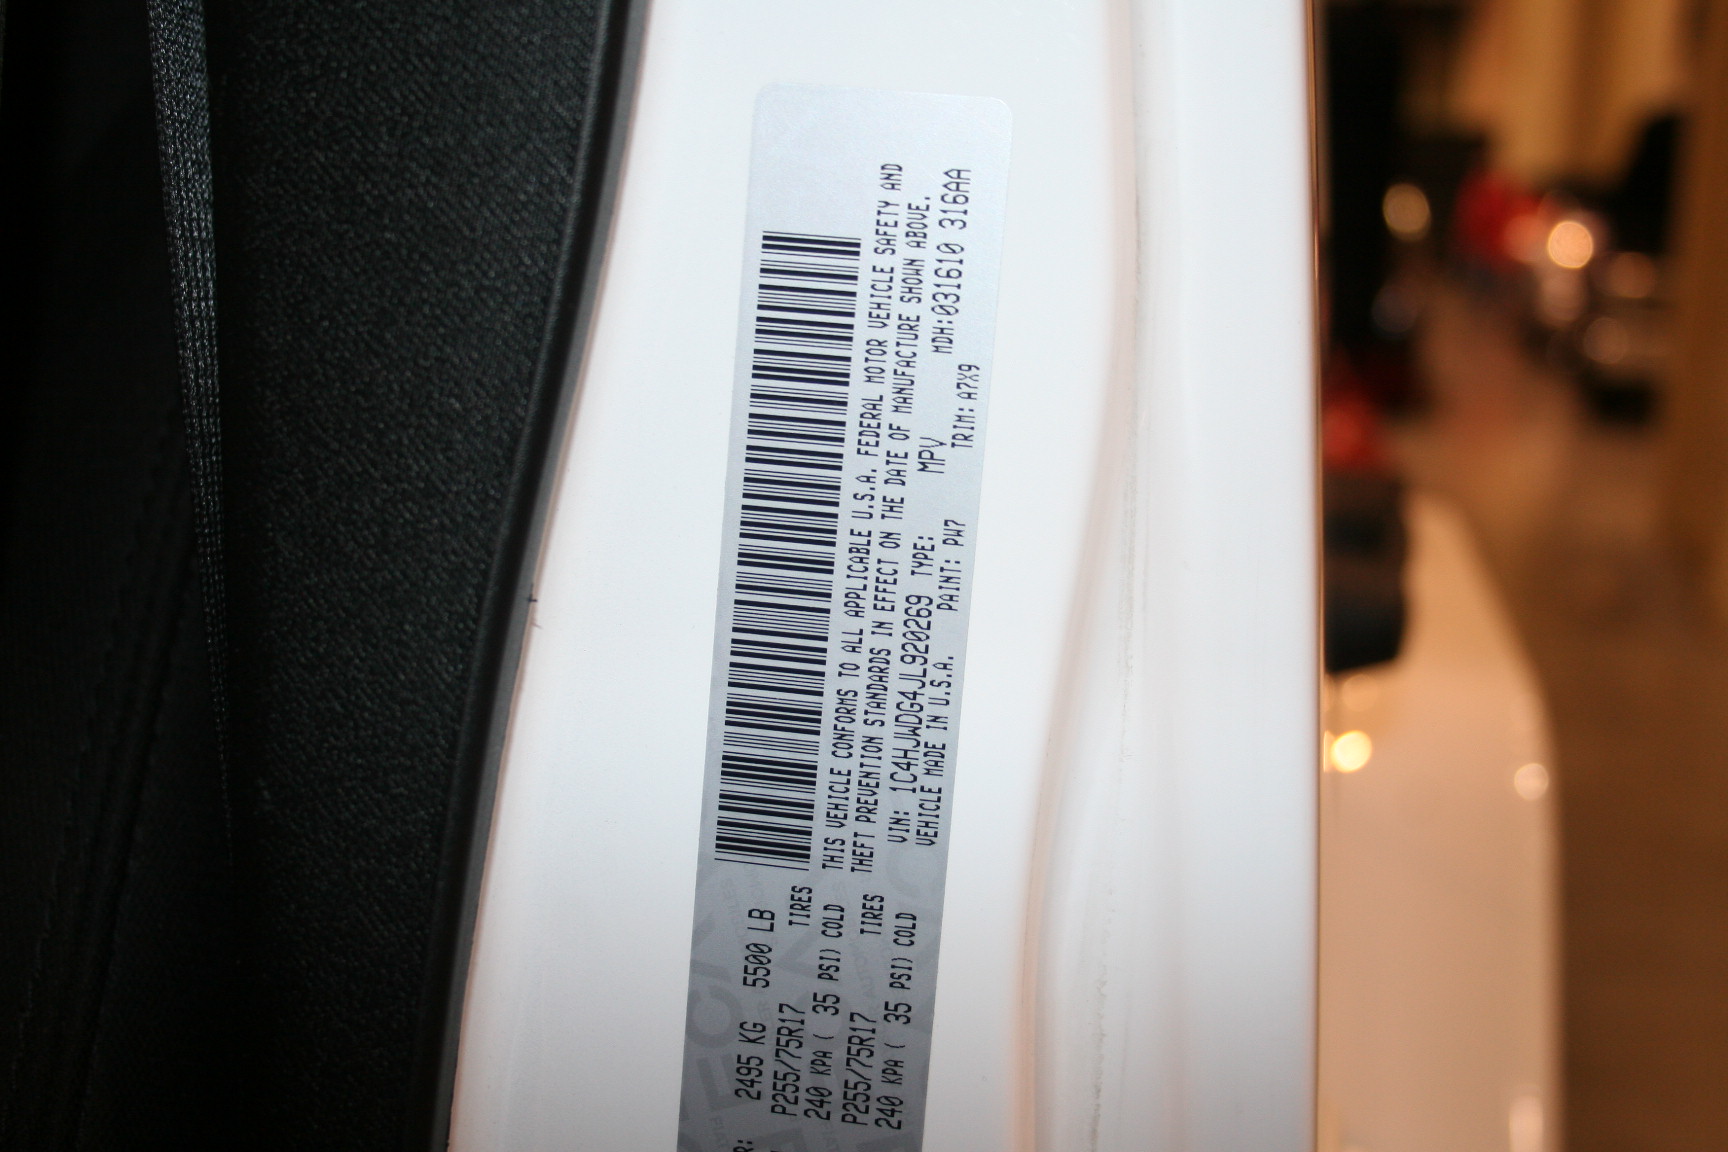 2495 KG 5500 LB
P255/75R17 TIRES
240 KPA ( 35 PSI) COLD
P255/75R17 TIRES
240 KPA ( 35 PSI) COLD
THIS VEHICLE CONFORMS TO ALL APPLICABLE U.S.A. FEDERAL MOTOR VEHICLE SAFETY AND
THEFT PREVENTION STANDARDS IN EFFECT ON THE DATE OF MANUFACTURE SHOWN ABOVE.
VIN: 1C4HJWDG4JL920269 TYPE: MPV MDH:031610 316AA
VEHICLE MADE IN U.S.A. PAINT: PW7 TRIM: A7X9